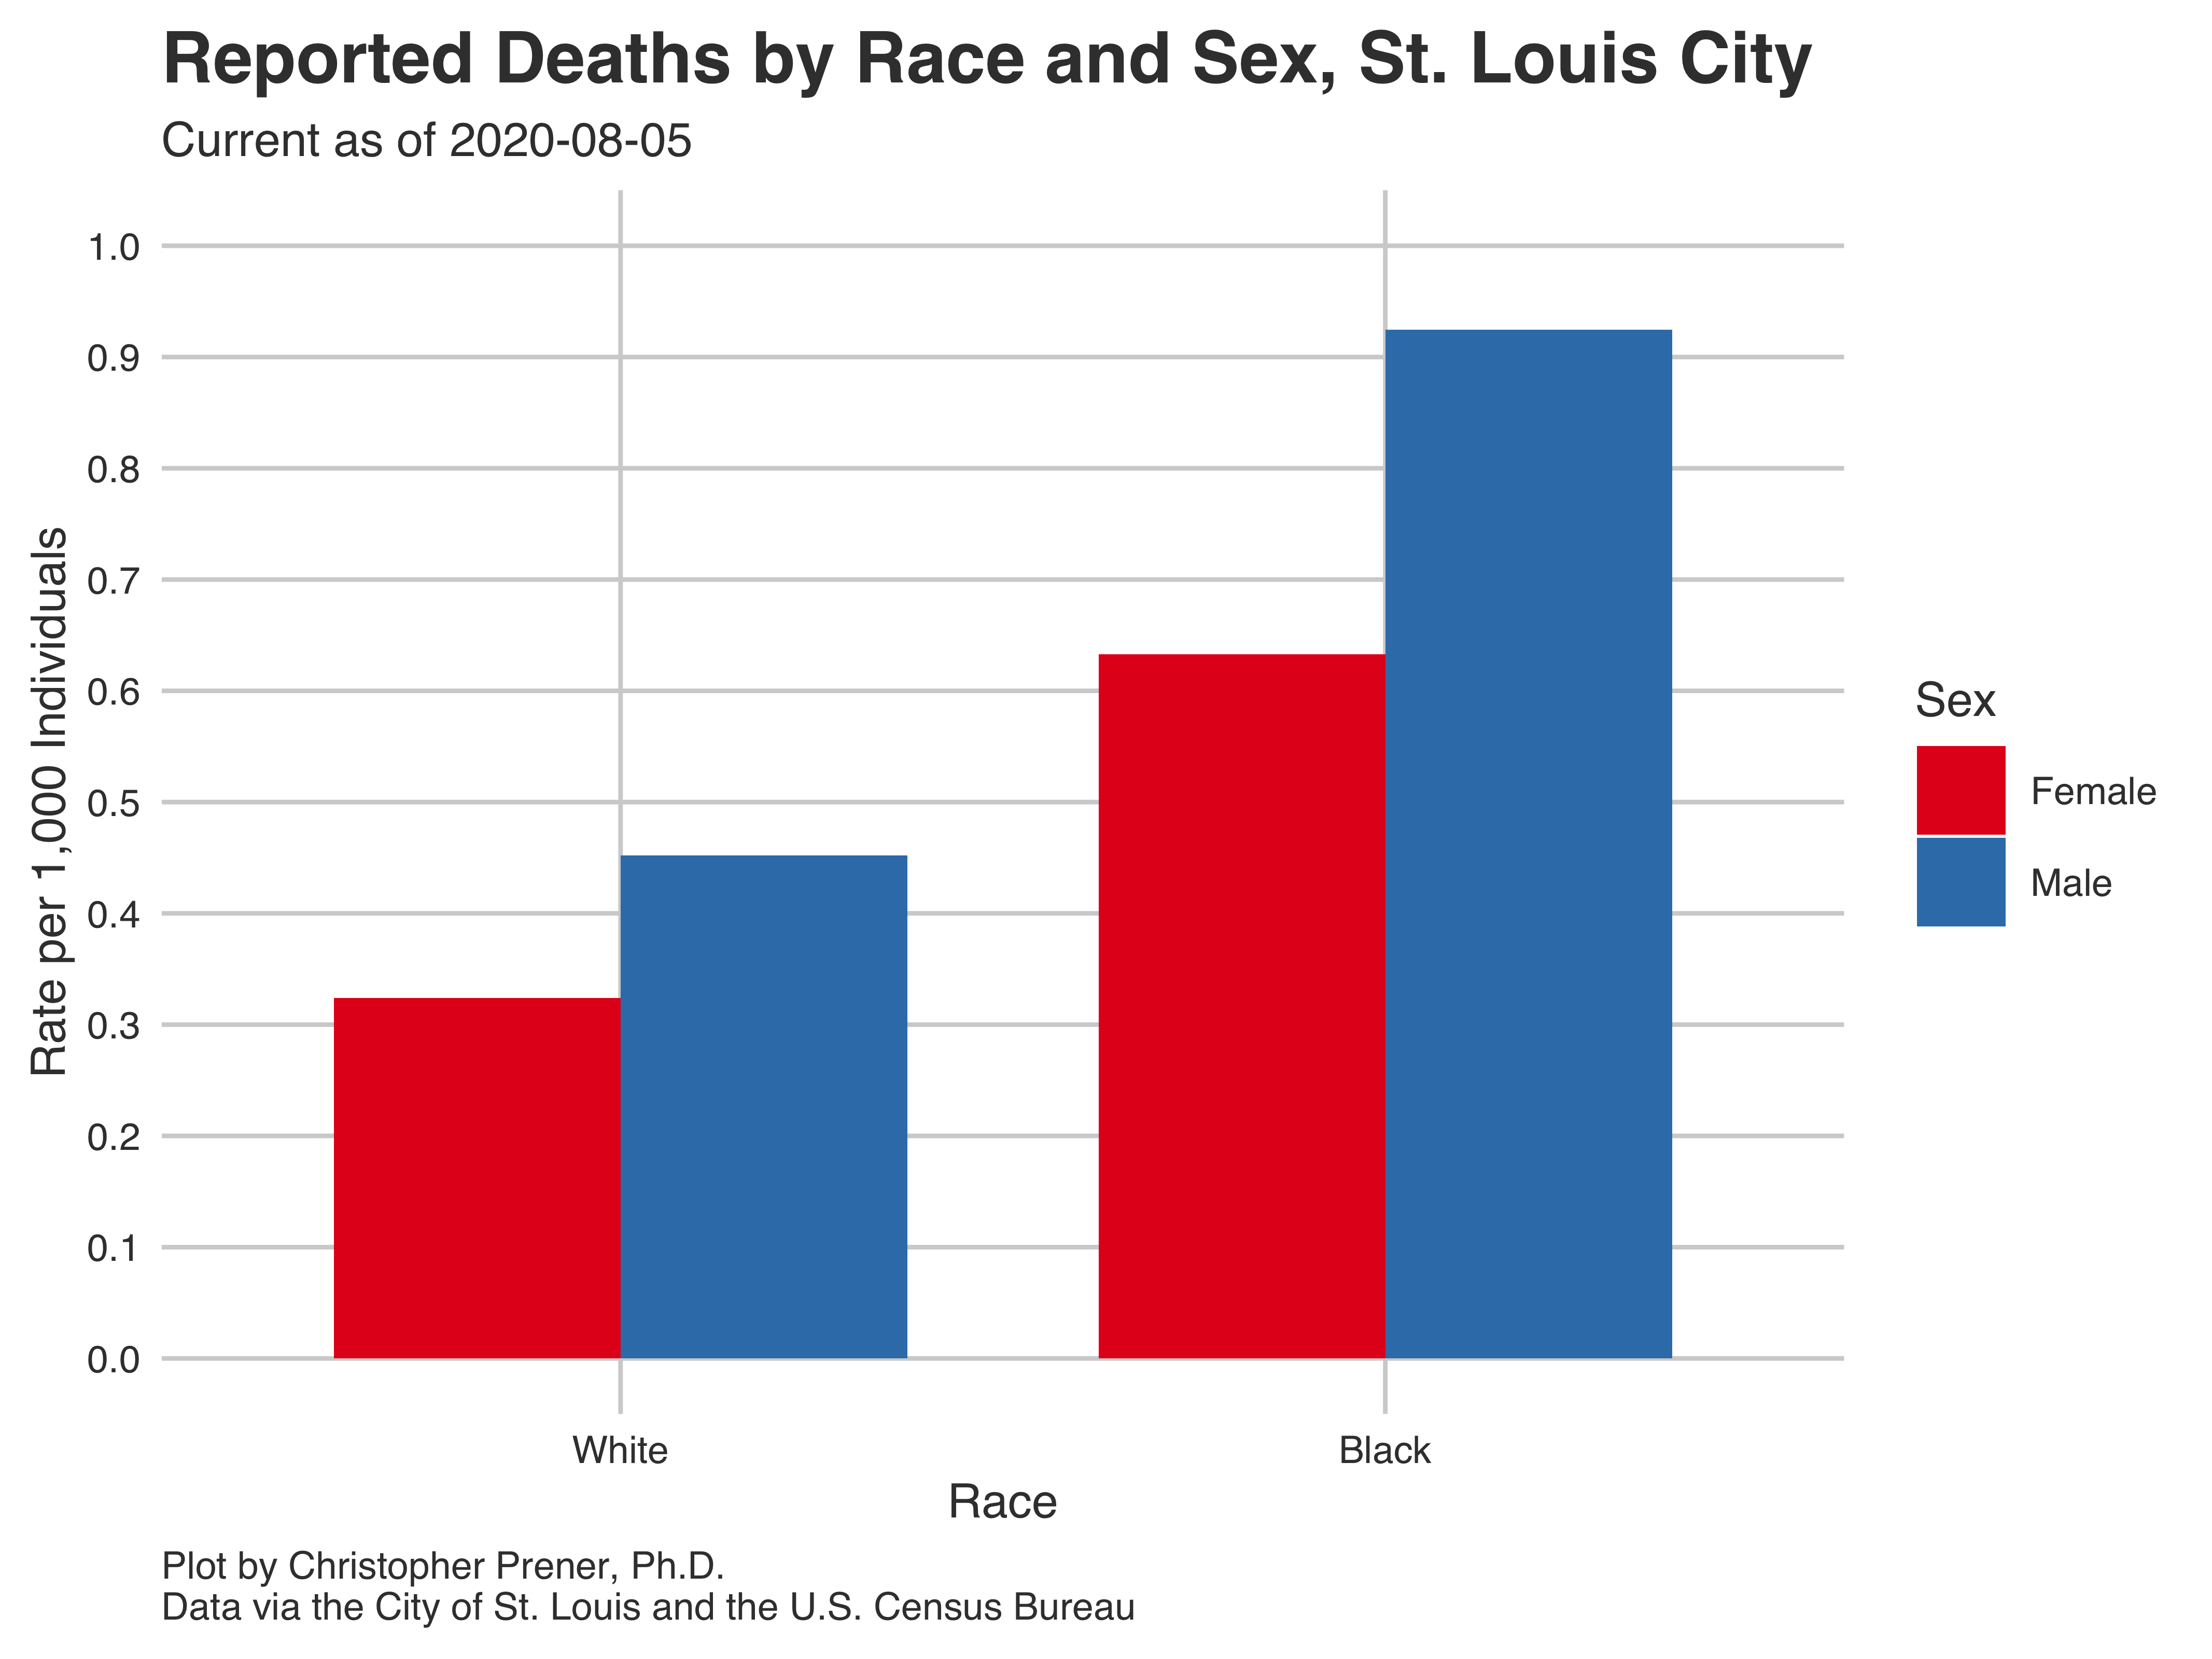 Reported Deaths by Race and Sex, St. Louis City
Current as of 2020-08-05
Rate per 1,000 Individuals
1.0
0.9
0.8
0.7
0.6
0.5
0.4
0.3
0.2
0.1
0.0
White
Black
Race
Sex
Female
Male
Plot by Christopher Prener, Ph.D.
Data via the City of St. Louis and the U.S. Census Bureau